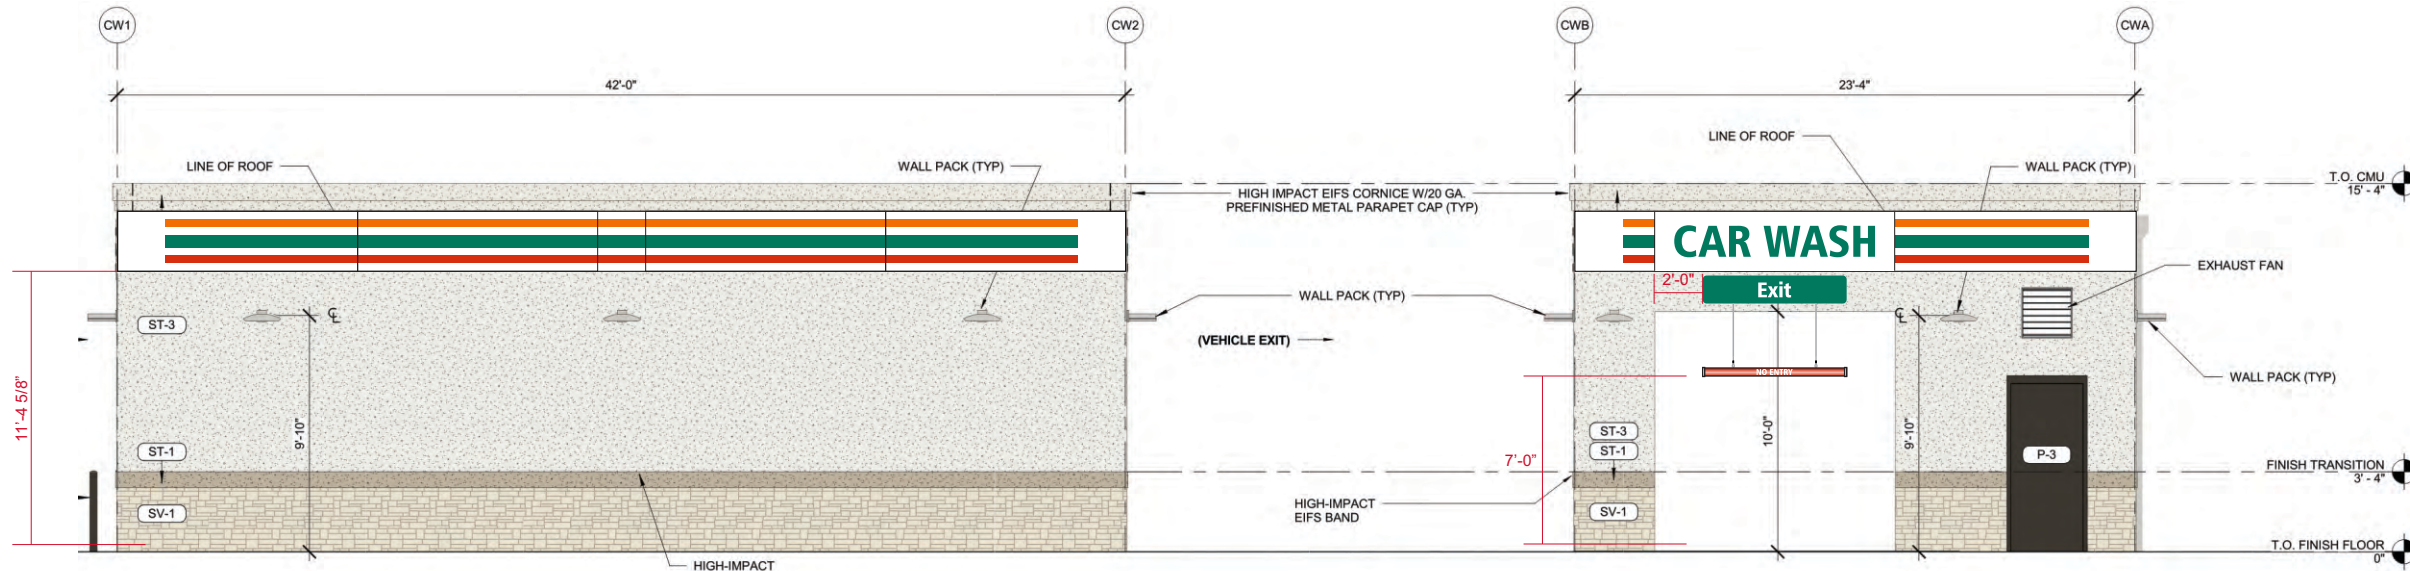 CW1
CW2
CWB
CWA
42'-0"
23'-4"
LINE OF ROOF
WALL PACK (TYP)
HIGH IMPACT EIFS CORNICE W/20 GA.
PREFINISHED METAL PARAPET CAP (TYP)
LINE OF ROOF
WALL PACK (TYP)
T.O. CMU
15' - 4"
CAR WASH
2'-0"
Exit
EXHAUST FAN
WALL PACK (TYP)
ST-3
℄
(VEHICLE EXIT)
℄
NO ENTRY
WALL PACK (TYP)
11'-4 5/8"
9'-10"
ST-1
SV-1
HIGH-IMPACT
7'-0"
ST-3
ST-1
10'-0"
9'-10"
P-3
FINISH TRANSITION
3' - 4"
HIGH-IMPACT
EIFS BAND
SV-1
T.O. FINISH FLOOR
0"